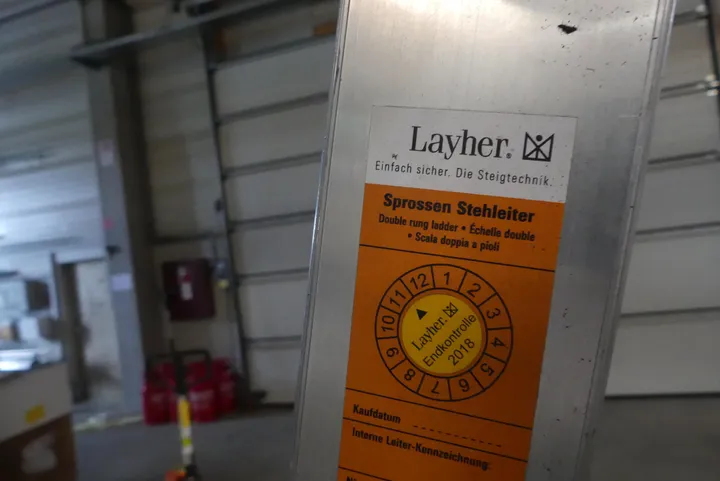 Layher.
Einfach sicher. Die Steigtechnik.
Sprossen Stehleiter
Double rung ladder • Échelle double
• Scala doppia a pioli
12 1 2 3 4 5 6 7 8 9 10 11
Layher.
Endkontrolle
2018
Kaufdatum
Interne Leiter-Kennzeichnung: